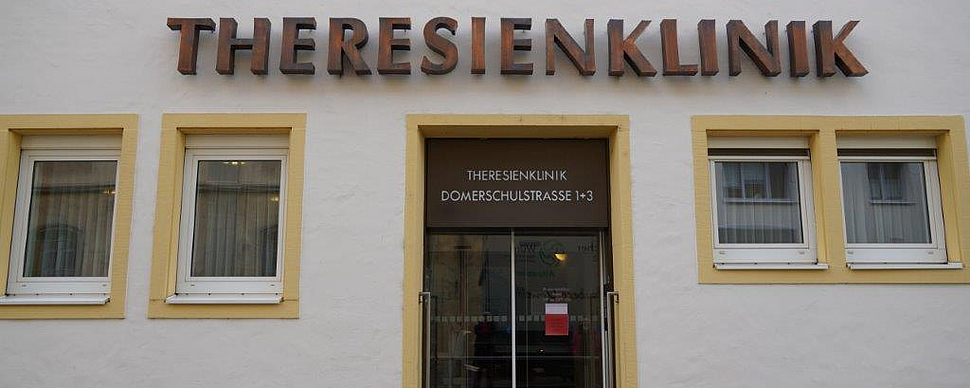 THERESIENKLINIK
THERESIENKLINIK
DOMERSCHULSTRASSE 1+3